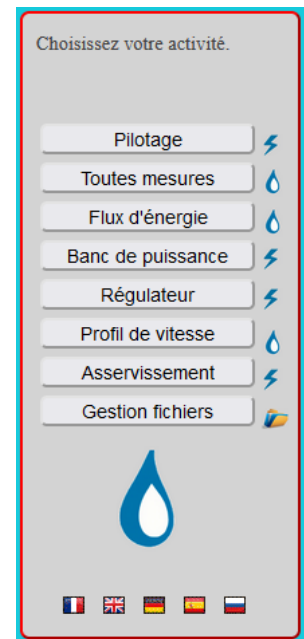 Choisissez votre activité.
Pilotage
Toutes mesures
Flux d'énergie
Banc de puissance
Régulateur
Profil de vitesse
Asservissement
Gestion fichiers